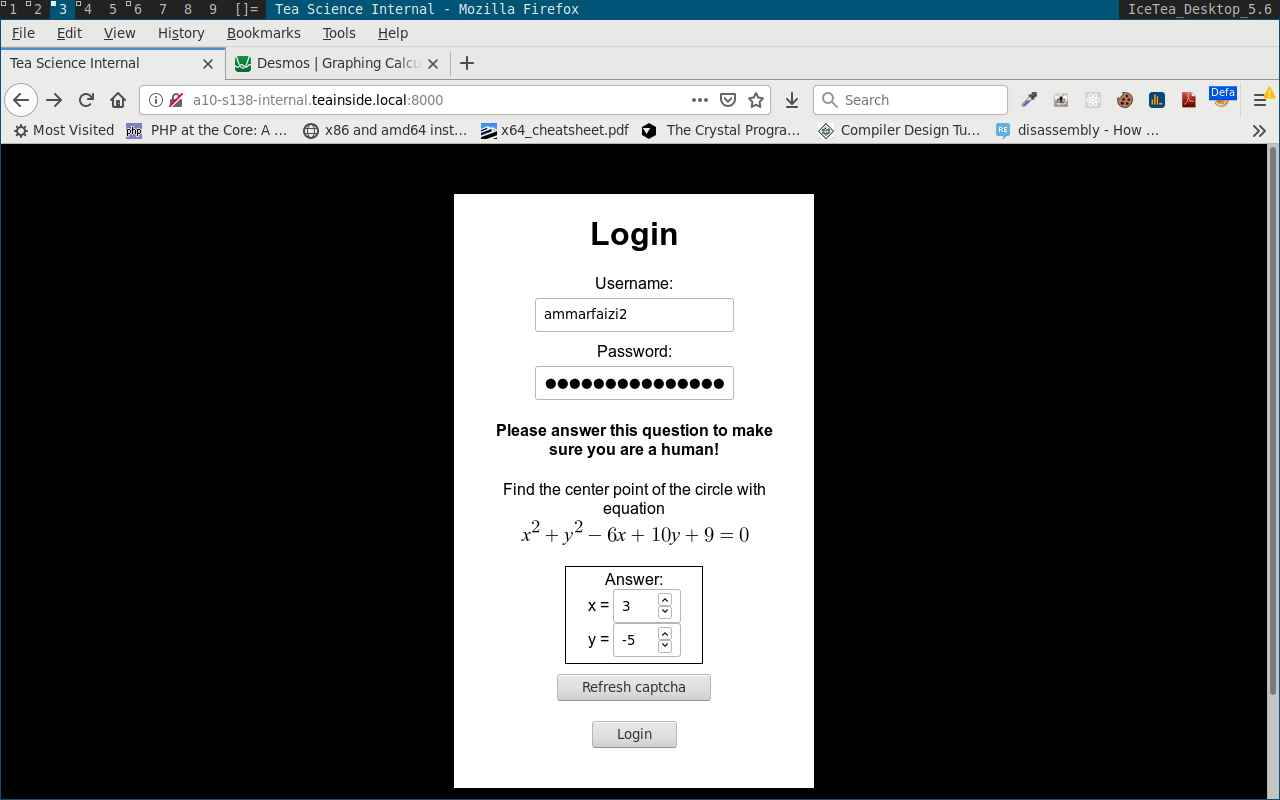 1 2 3 4 5 6 7 8 9 []= Tea Science Internal - Mozilla Firefox IceTea_Desktop_5.6
File Edit View History Bookmarks Tools Help
Tea Science Internal Desmos | Graphing Calcu
a10-s138-internal.teainside.local:8000 Search Defa
Most Visited php PHP at the Core: A ... x86 and amd64 inst... x64_cheatsheet.pdf The Crystal Progra... Compiler Design Tu... RE disassembly - How ...
Login
Username:
ammarfaizi2
Password:
●●●●●●●●●●●●●●●
Please answer this question to make
sure you are a human!
Find the center point of the circle with
equation
x² + y² − 6x + 10y + 9 = 0
Answer:
x = 3
y = -5
Refresh captcha
Login